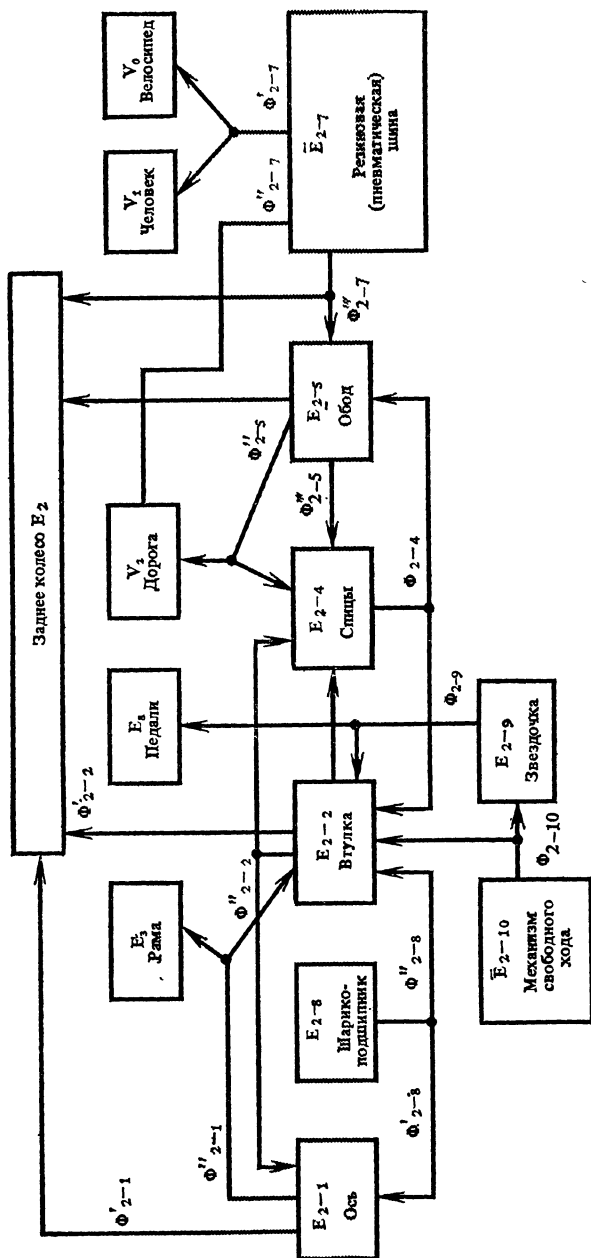 V₀
Велосипед
V₁
Человек
Φ'₂₋₇
Φ''₂₋₇
Ē₂₋₇
Резиновая
(пневматическая)
шина
Заднее колесо E₂
Φ'''₂₋₇
E₂₋₅
Обод
Φ''₂₋₅
Φ'''₂₋₅
V₂
Дорога
E₂₋₄
Спицы
Φ₂₋₄
E₈
Педали
Φ₂₋₉
E₂₋₉
Звездочка
Φ'₂₋₂
E₂₋₂
Втулка
Φ''₂₋₂
Φ₂₋₁₀
Ē₂₋₁₀
Механизм
свободного
хода
E₃
Рама
E₂₋₈
Шарико-
подшипник
Φ''₂₋₈
Φ'₂₋₈
Φ'₂₋₁
Φ''₂₋₁
E₂₋₁
Ось